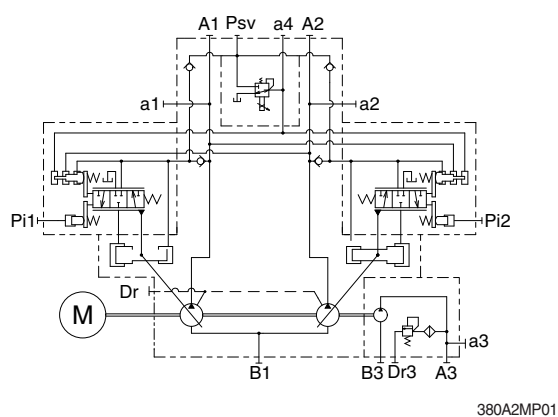 A1 Psv a4 A2
a1 a2
Pi1 Pi2
Dr
M
a3
B1 B3 Dr3 A3
380A2MP01